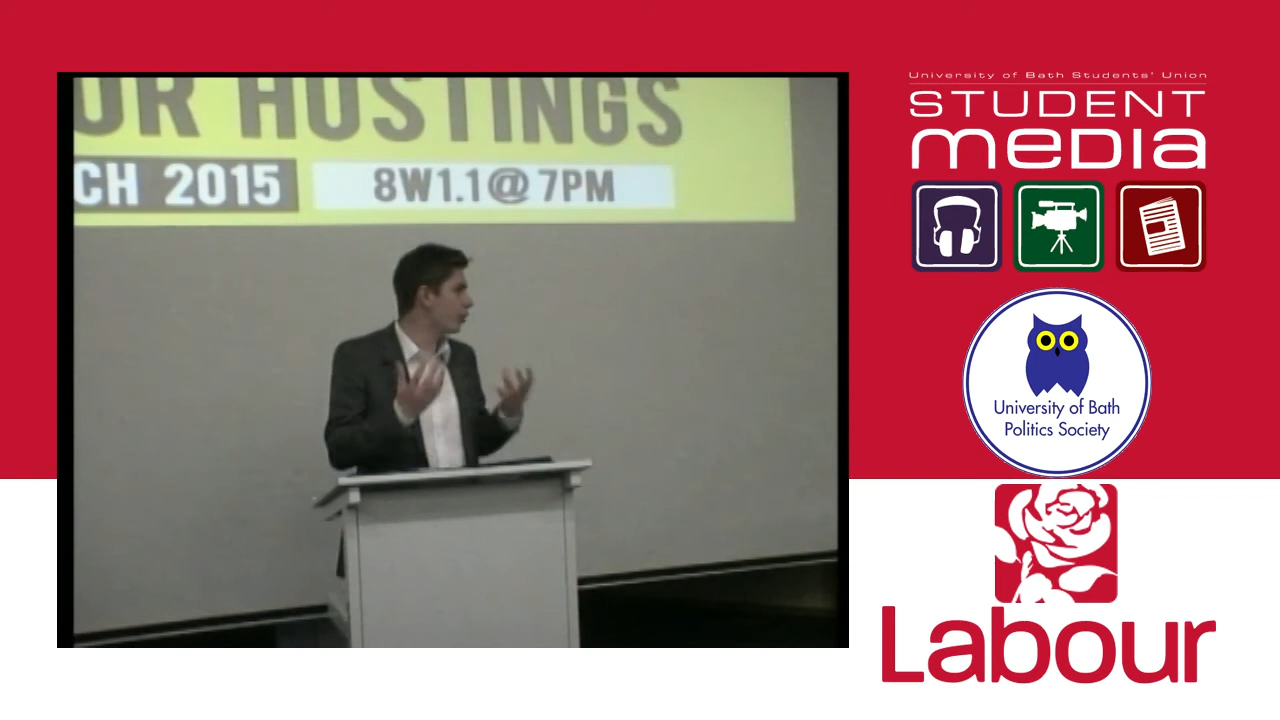 OR HOSTINGS
CH 2015
8W1.1@ 7PM
University of Bath Students' Union
STUDENT
meDIa
University of Bath
Politics Society
Labour